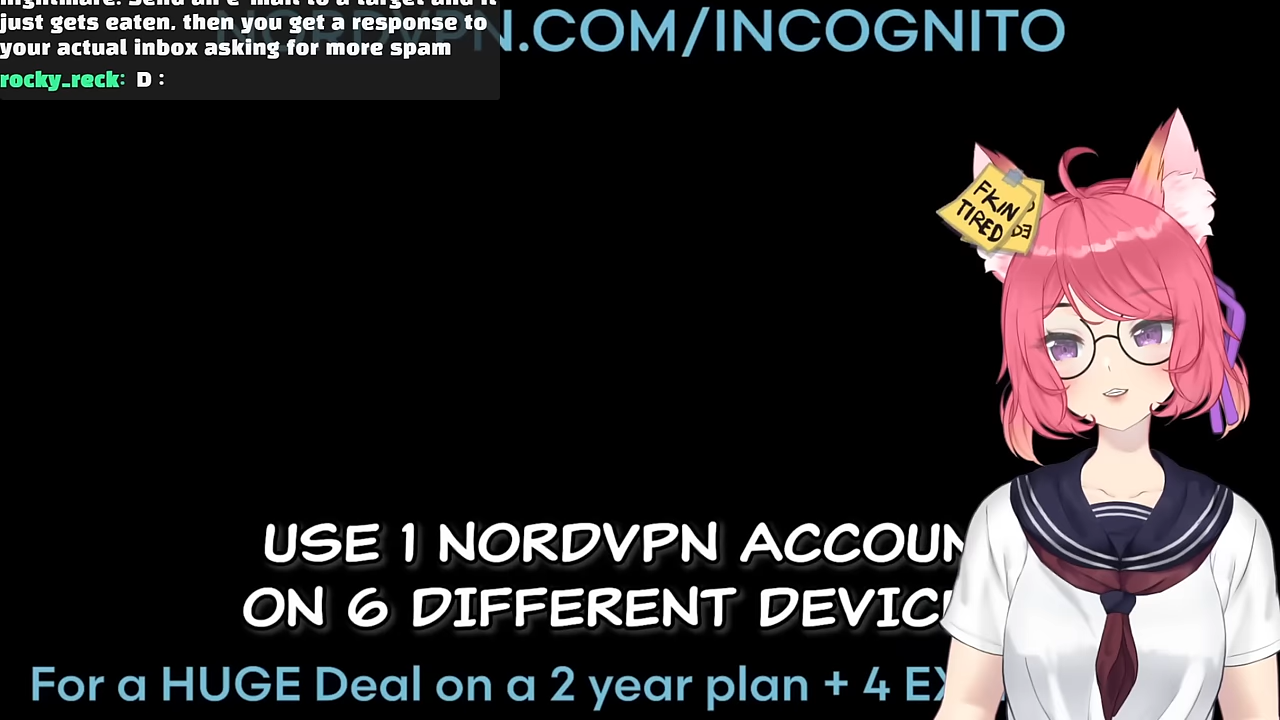 just gets eaten, then you get a response to
your actual inbox asking for more spam
rocky_reck: D :
NORDVPN.COM/INCOGNITO
FKIN
TIRED
USE 1 NORDVPN ACCOUN
ON 6 DIFFERENT DEVIC
For a HUGE Deal on a 2 year plan + 4